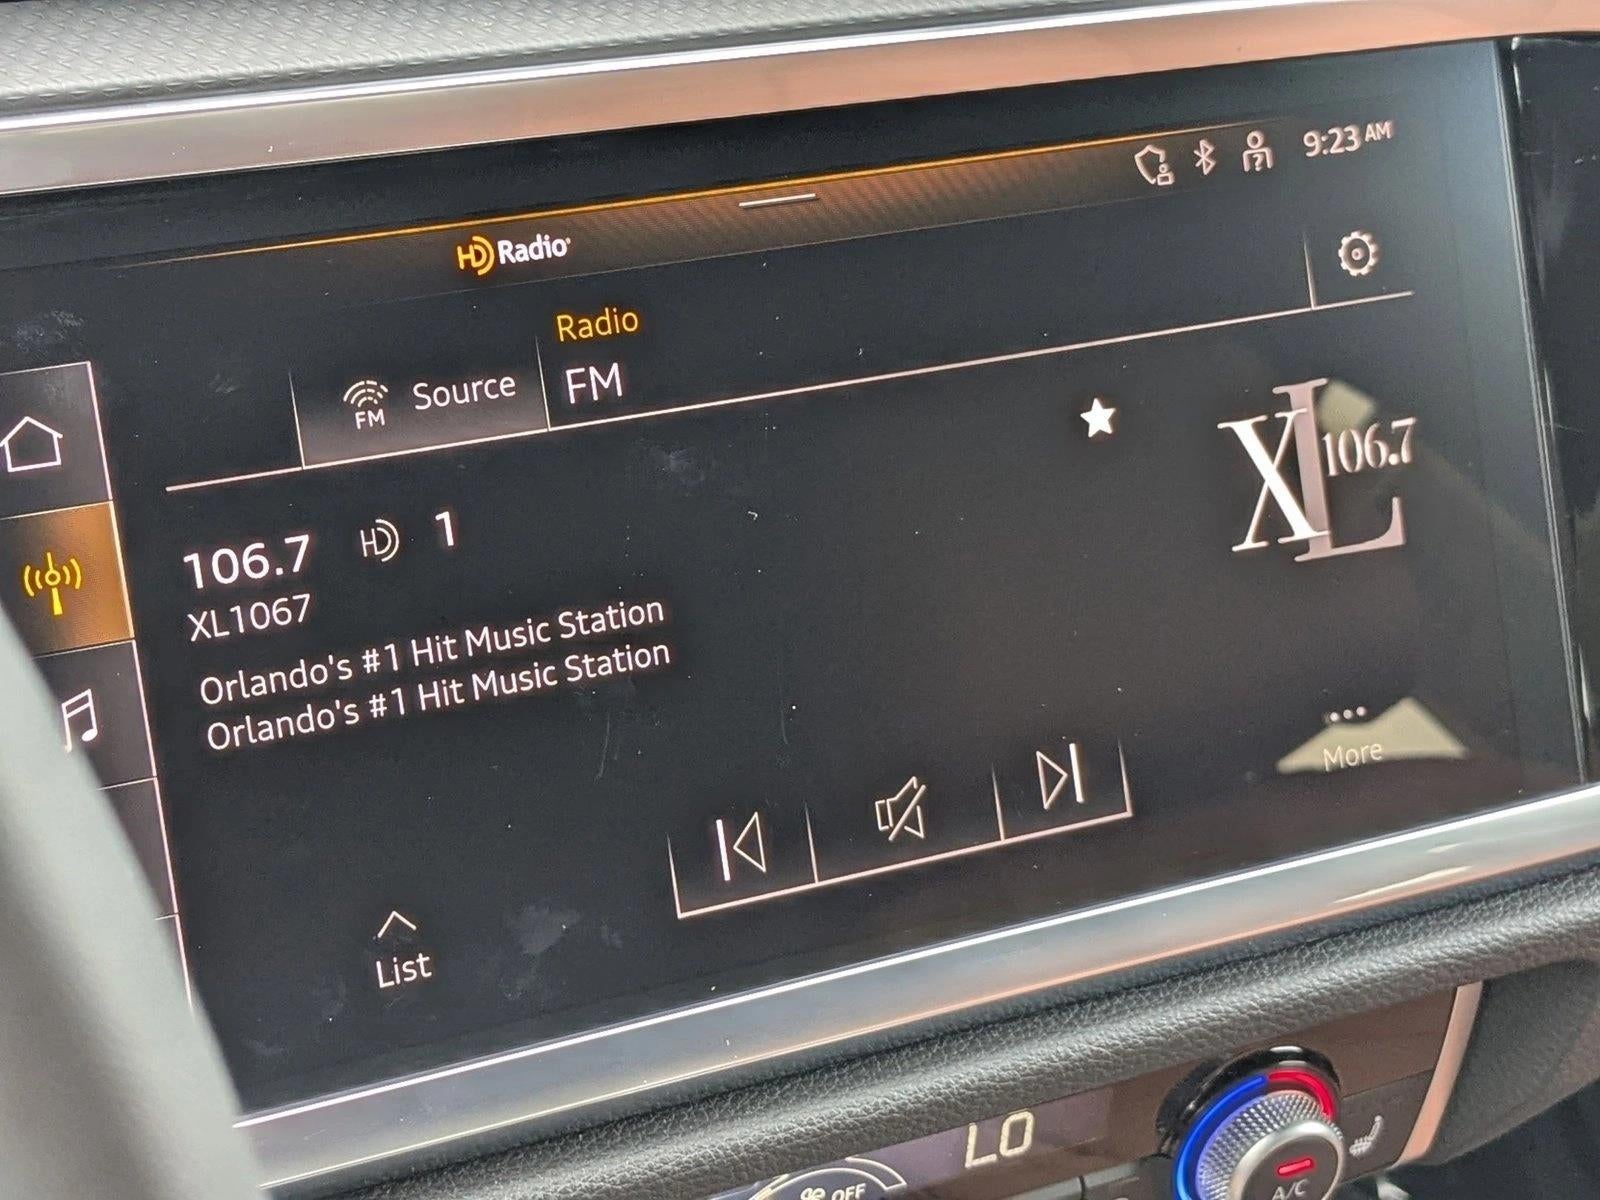 9:23 AM
HD Radio
Radio
FM
Source
FM
XL 106.7
106.7 HD 1
XL1067
Orlando's #1 Hit Music Station
Orlando's #1 Hit Music Station
More
List
LO
OFF
A/C